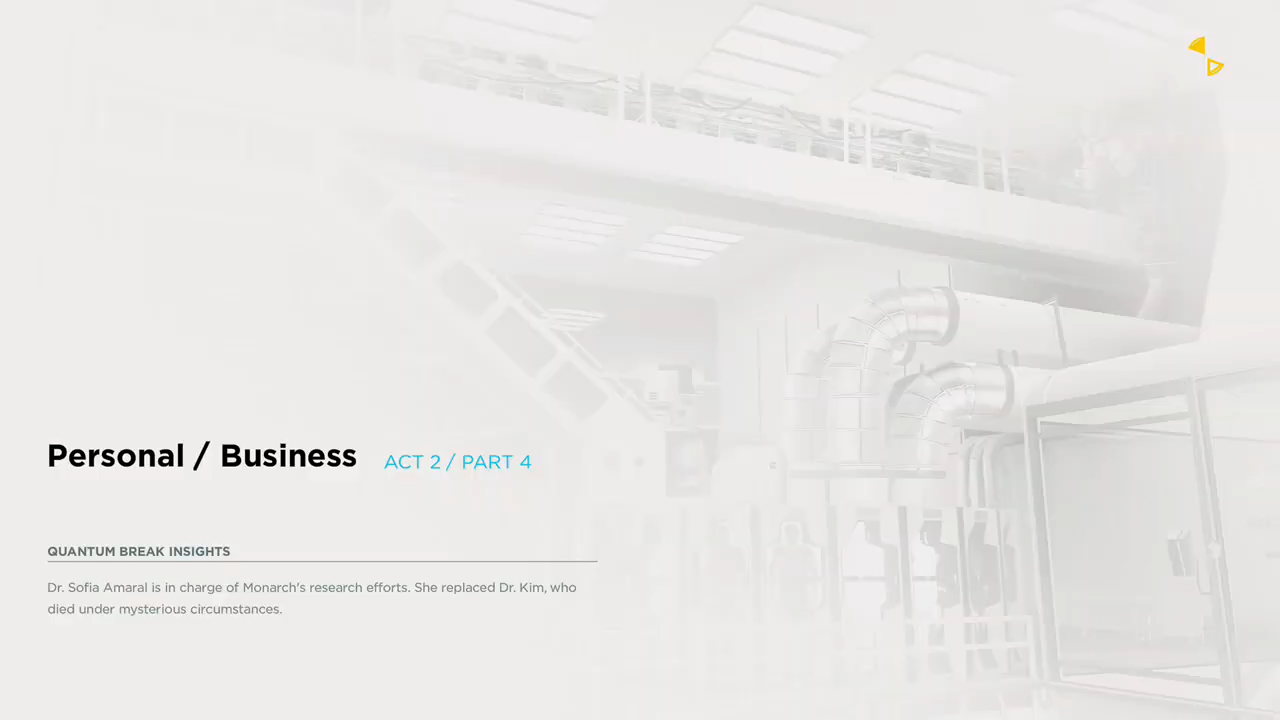 Personal / Business ACT 2 / PART 4
QUANTUM BREAK INSIGHTS
Dr. Sofia Amaral is in charge of Monarch's research efforts. She replaced Dr. Kim, who
died under mysterious circumstances.